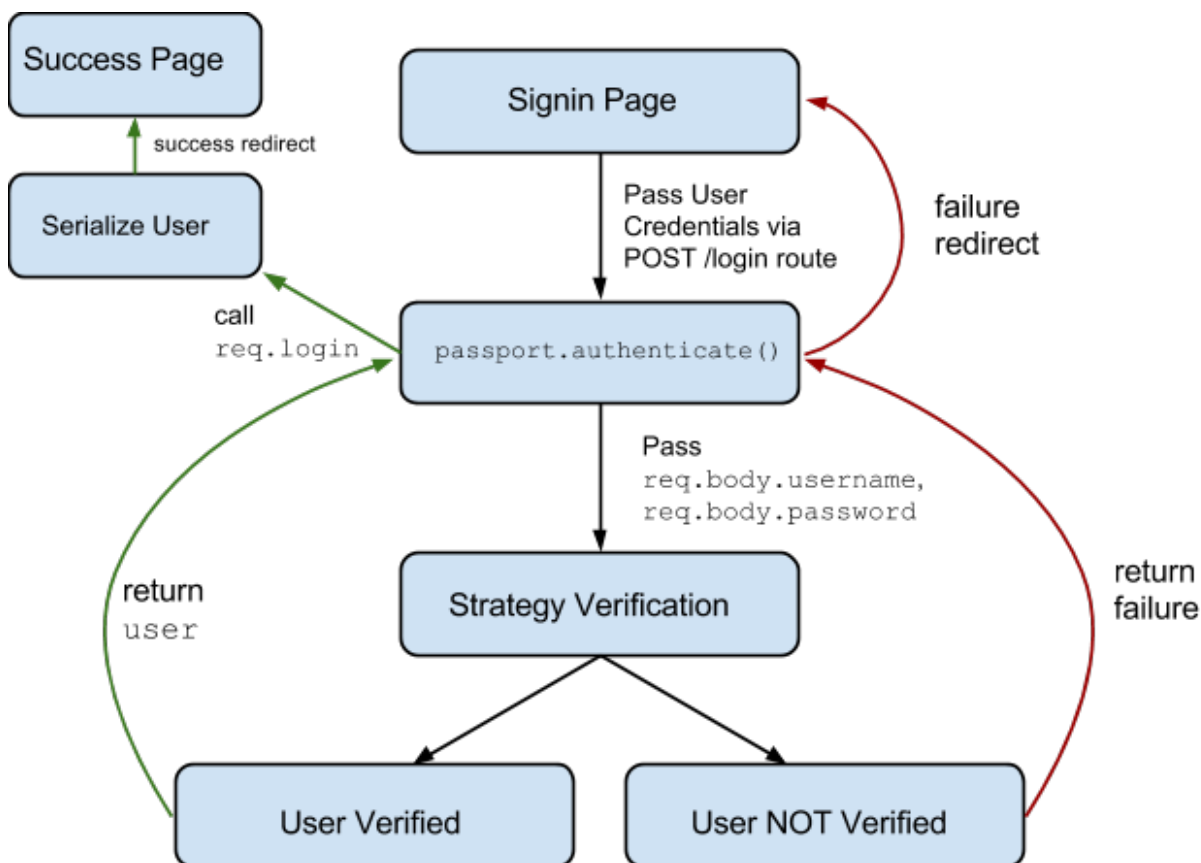 Success Page
Signin Page
success redirect
Serialize User
Pass User
Credentials via
POST /login route
failure
redirect
call
req.login
passport.authenticate()
Pass
req.body.username,
req.body.password
Strategy Verification
return
user
return
failure
User Verified
User NOT Verified